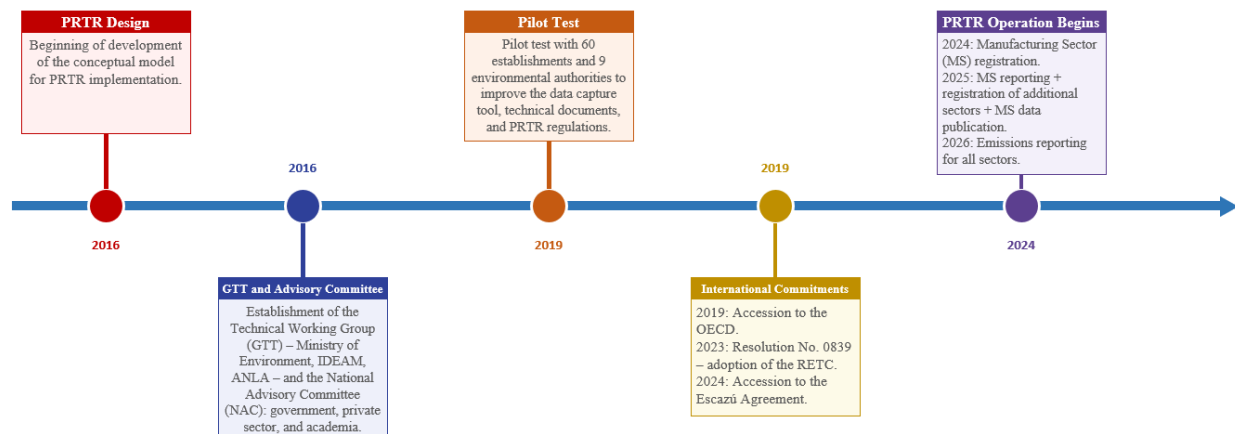 PRTR Design
Beginning of development
of the conceptual model
for PRTR implementation.
2016
2016
GTT and Advisory Committee
Establishment of the
Technical Working Group
(GTT) – Ministry of
Environment, IDEAM,
ANLA – and the National
Advisory Committee
(NAC): government, private
sector, and academia.
Pilot Test
Pilot test with 60
establishments and 9
environmental authorities to
improve the data capture
tool, technical documents,
and PRTR regulations.
2019
2019
International Commitments
2019: Accession to the
OECD.
2023: Resolution No. 0839
– adoption of the RETC.
2024: Accession to the
Escazú Agreement.
PRTR Operation Begins
2024: Manufacturing Sector
(MS) registration.
2025: MS reporting +
registration of additional
sectors + MS data
publication.
2026: Emissions reporting
for all sectors.
2024